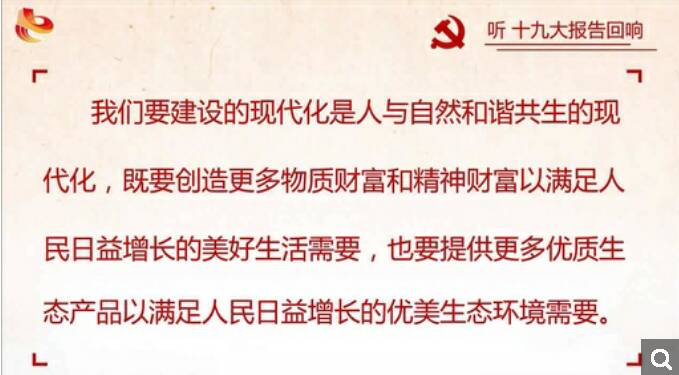 听 十九大报告回响
我们要建设的现代化是人与自然和谐共生的现
代化，既要创造更多物质财富和精神财富以满足人
民日益增长的美好生活需要，也要提供更多优质生
态产品以满足人民日益增长的优美生态环境需要。